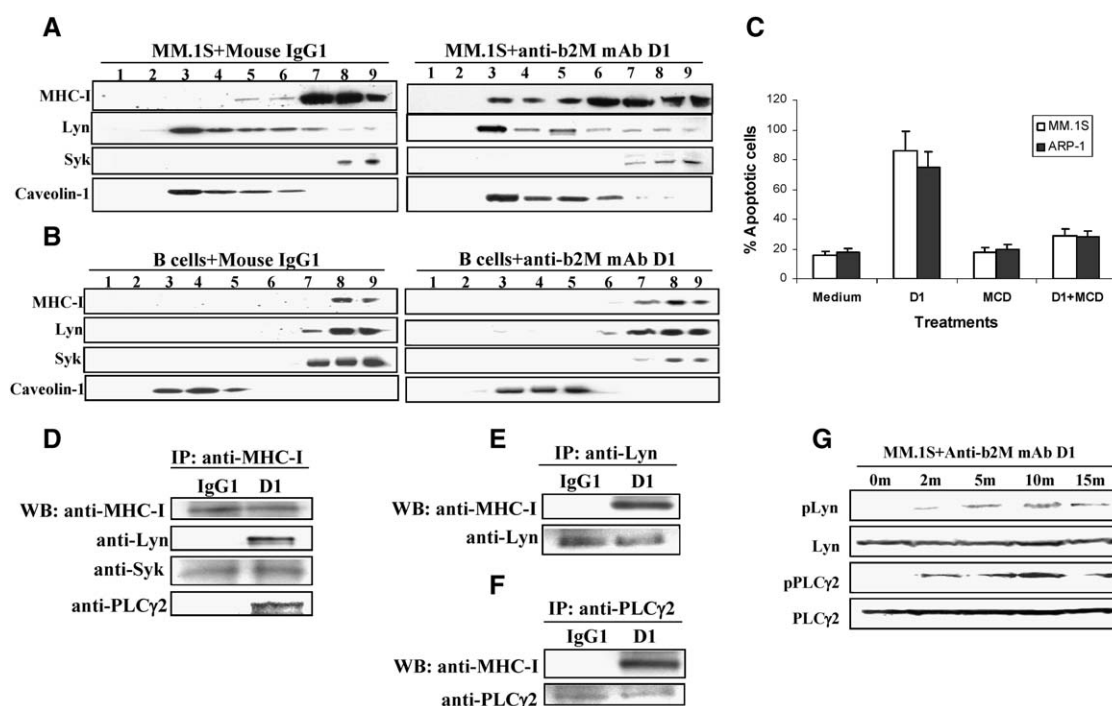 A
MM.1S+Mouse IgG1
MM.1S+anti-b2M mAb D1
1 2 3 4 5 6 7 8 9
1 2 3 4 5 6 7 8 9
MHC-I
Lyn
Syk
Caveolin-1
B
B cells+Mouse IgG1
B cells+anti-b2M mAb D1
1 2 3 4 5 6 7 8 9
1 2 3 4 5 6 7 8 9
MHC-I
Lyn
Syk
Caveolin-1
C
% Apoptotic cells
120
100
80
60
40
20
0
MM.1S
ARP-1
Medium D1 MCD D1+MCD
Treatments
D
IP: anti-MHC-I
IgG1 D1
WB: anti-MHC-I
anti-Lyn
anti-Syk
anti-PLCγ2
E
IP: anti-Lyn
IgG1 D1
WB: anti-MHC-I
anti-Lyn
F
IP: anti-PLCγ2
IgG1 D1
WB: anti-MHC-I
anti-PLCγ2
G
MM.1S+Anti-b2M mAb D1
0m 2m 5m 10m 15m
pLyn
Lyn
pPLCγ2
PLCγ2